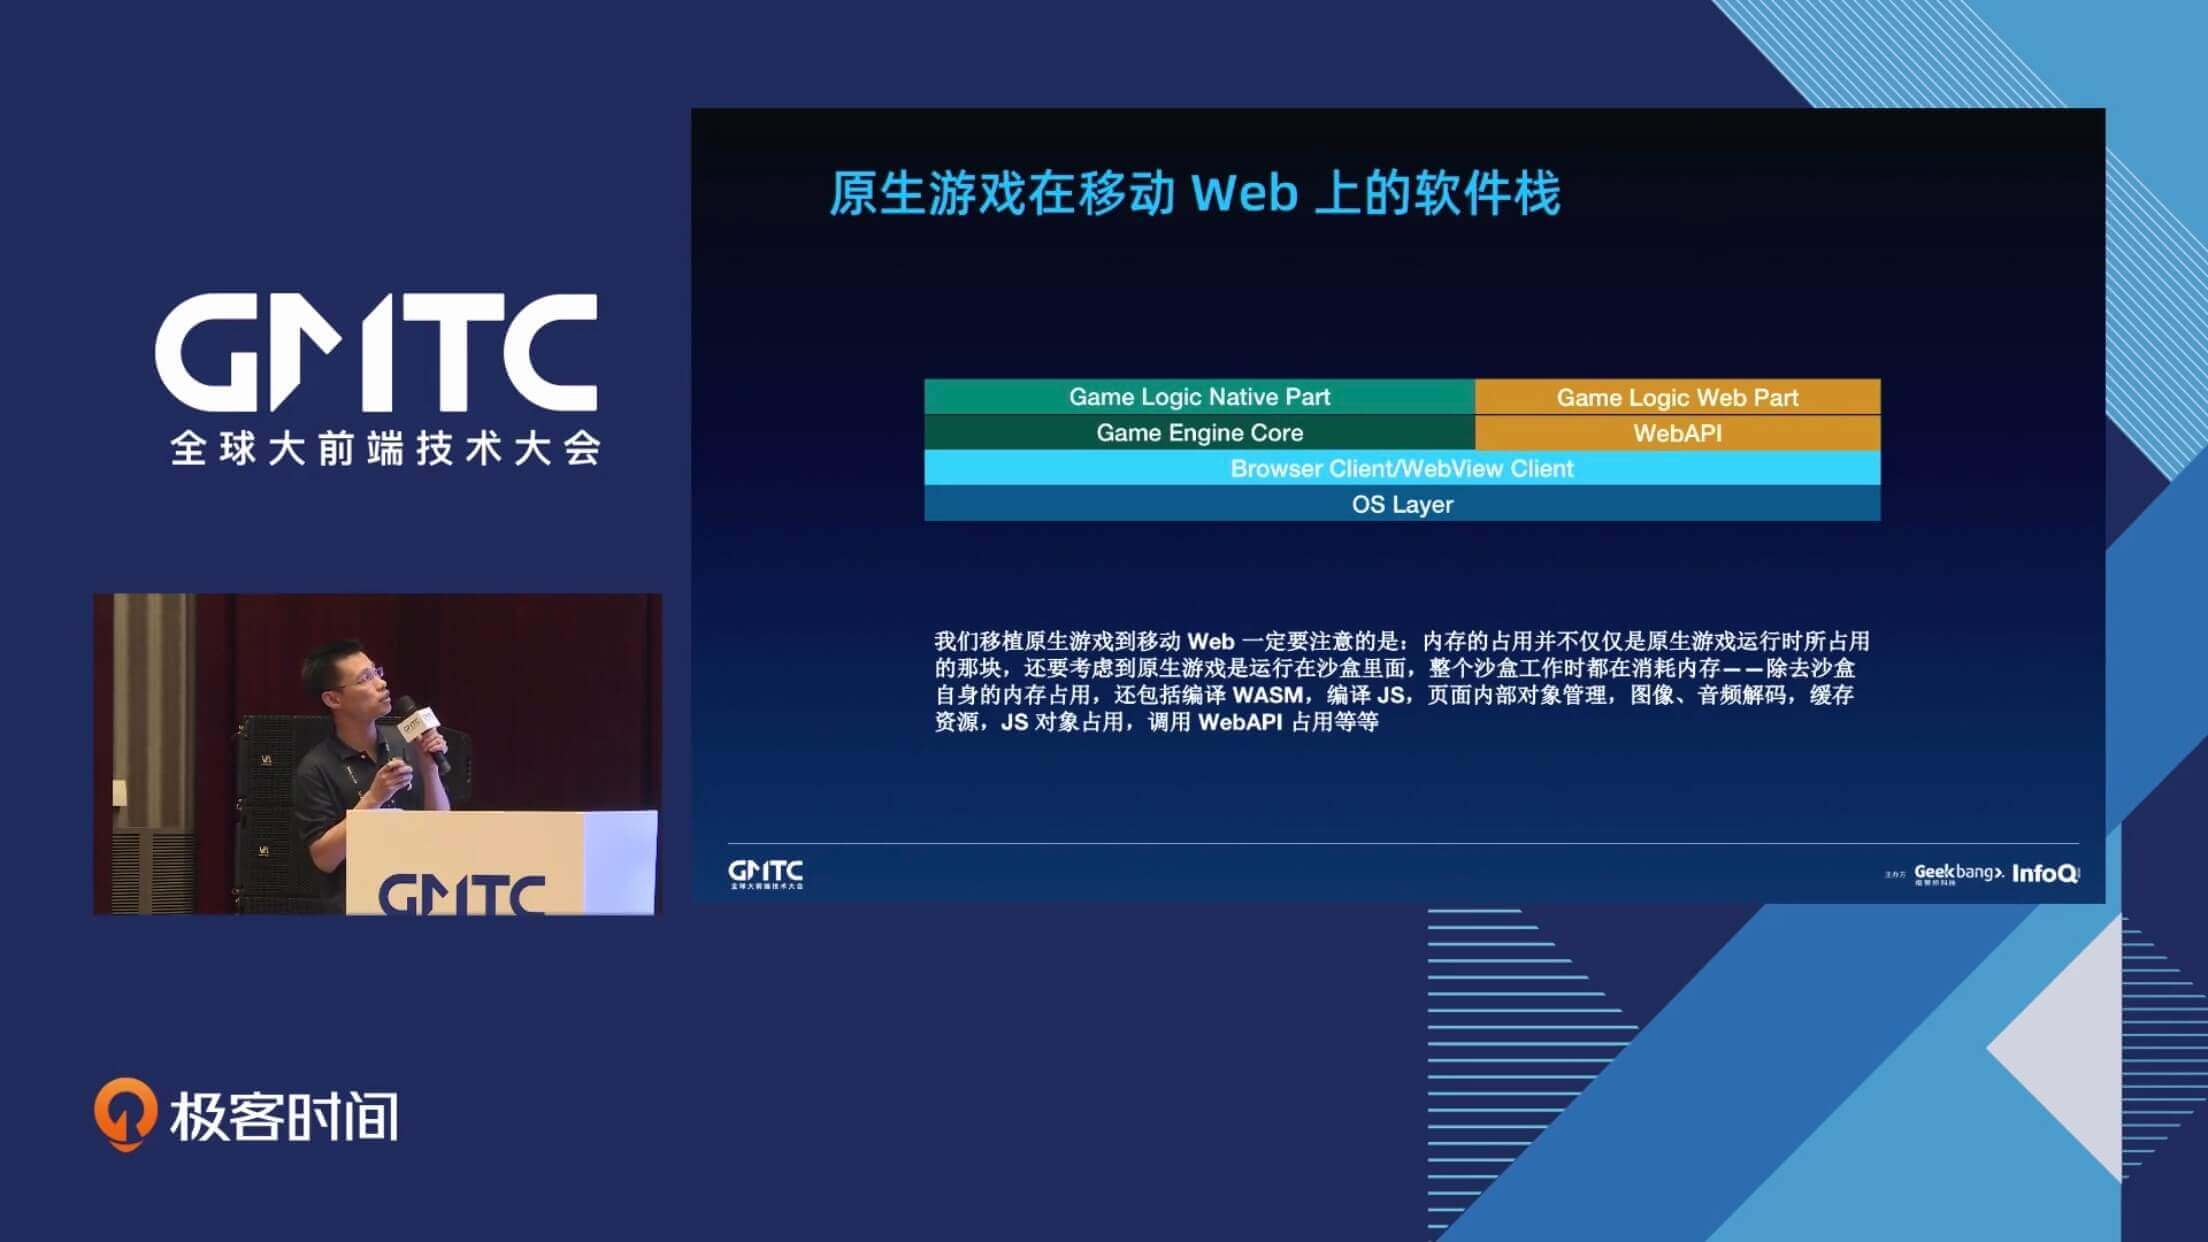 原生游戏在移动 Web 上的软件栈
GMTC
全球大前端技术大会
Game Logic Native Part
Game Logic Web Part
Game Engine Core
WebAPI
Browser Client/WebView Client
OS Layer
我们移植原生游戏到移动 Web 一定要注意的是：内存的占用并不仅仅是原生游戏运行时所占用
的那块，还要考虑到原生游戏是运行在沙盒里面，整个沙盒工作时都在消耗内存——除去沙盒
自身的内存占用，还包括编译 WASM，编译 JS，页面内部对象管理，图像、音频解码，缓存
资源，JS 对象占用，调用 WebAPI 占用等等
GMTC
GMTC
GMTC
全球大前端技术大会
主办方 Geekbang>. InfoQ
极客邦科技
极客时间